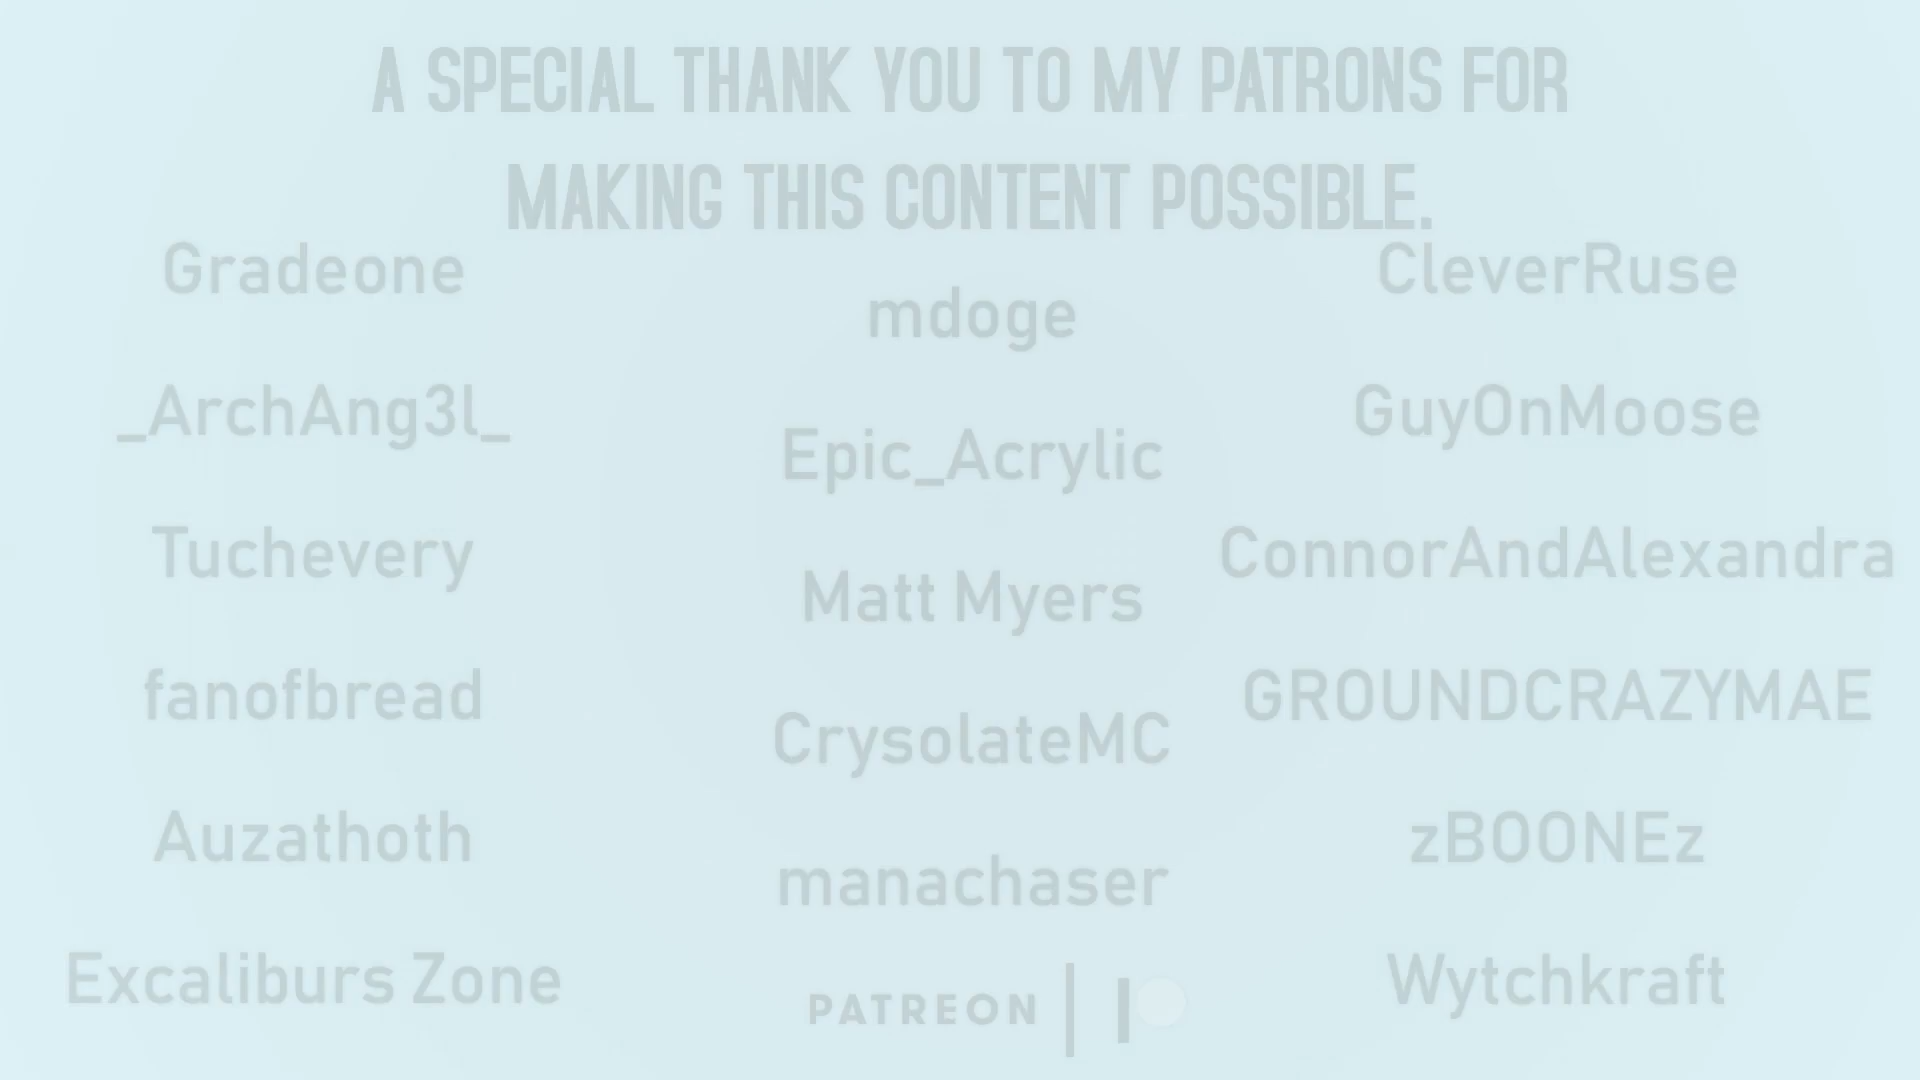 A SPECIAL THANK YOU TO MY PATRONS FOR
MAKING THIS CONTENT POSSIBLE.
Gradeone
_ArchAng3l_
Tuchevery
fanofbread
Auzathoth
Excaliburs Zone
mdoge
Epic_Acrylic
Matt Myers
CrysolateMC
manachaser
PATREON
CleverRuse
GuyOnMoose
ConnorAndAlexandra
GROUNDCRAZYMAE
zBOONEz
Wytchkraft